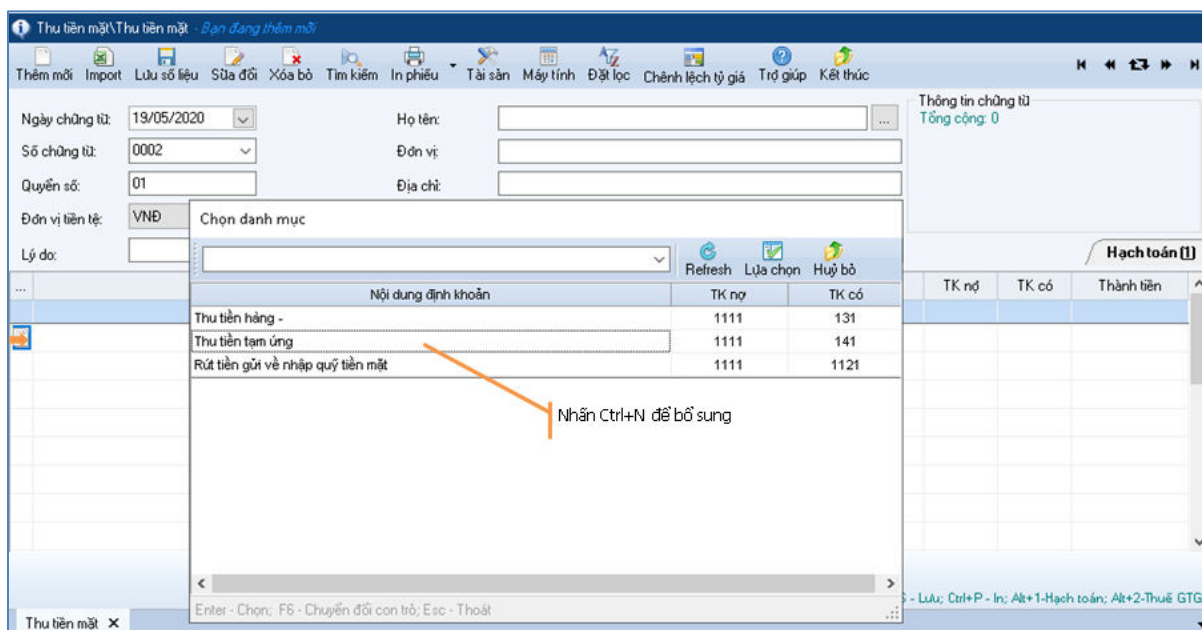 Thu tiền mặt\Thu tiền mặt - Bạn đang thêm mới
Thêm mới Import Lưu số liệu Sửa đổi Xóa bỏ Tìm kiếm In phiếu Tài sản Máy tính Đặt lọc Chênh lệch tỷ giá Trợ giúp Kết thúc
Thông tin chứng từ
Ngày chứng từ: 19/05/2020 Họ tên: ... Tổng cộng: 0
Số chứng từ: 0002 Đơn vị:
Quyển số: 01 Địa chỉ:
Đơn vị tiền tệ: VNĐ
Chọn danh mục
Lý do: Hạch toán (1)
Refresh Lựa chọn Huỷ bỏ
... TK nợ TK có Thành tiền
Nội dung định khoản TK nợ TK có
Thu tiền hàng - 1111 131
Thu tiền tạm ứng 1111 141
Rút tiền gửi về nhập quỹ tiền mặt 1111 1121
Nhấn Ctrl+N để bổ sung
Enter - Chọn; F6 - Chuyển đổi con trỏ; Esc - Thoát
- Lưu; Ctrl+P - In; Alt+1-Hạch toán; Alt+2-Thuế GTG
Thu tiền mặt X